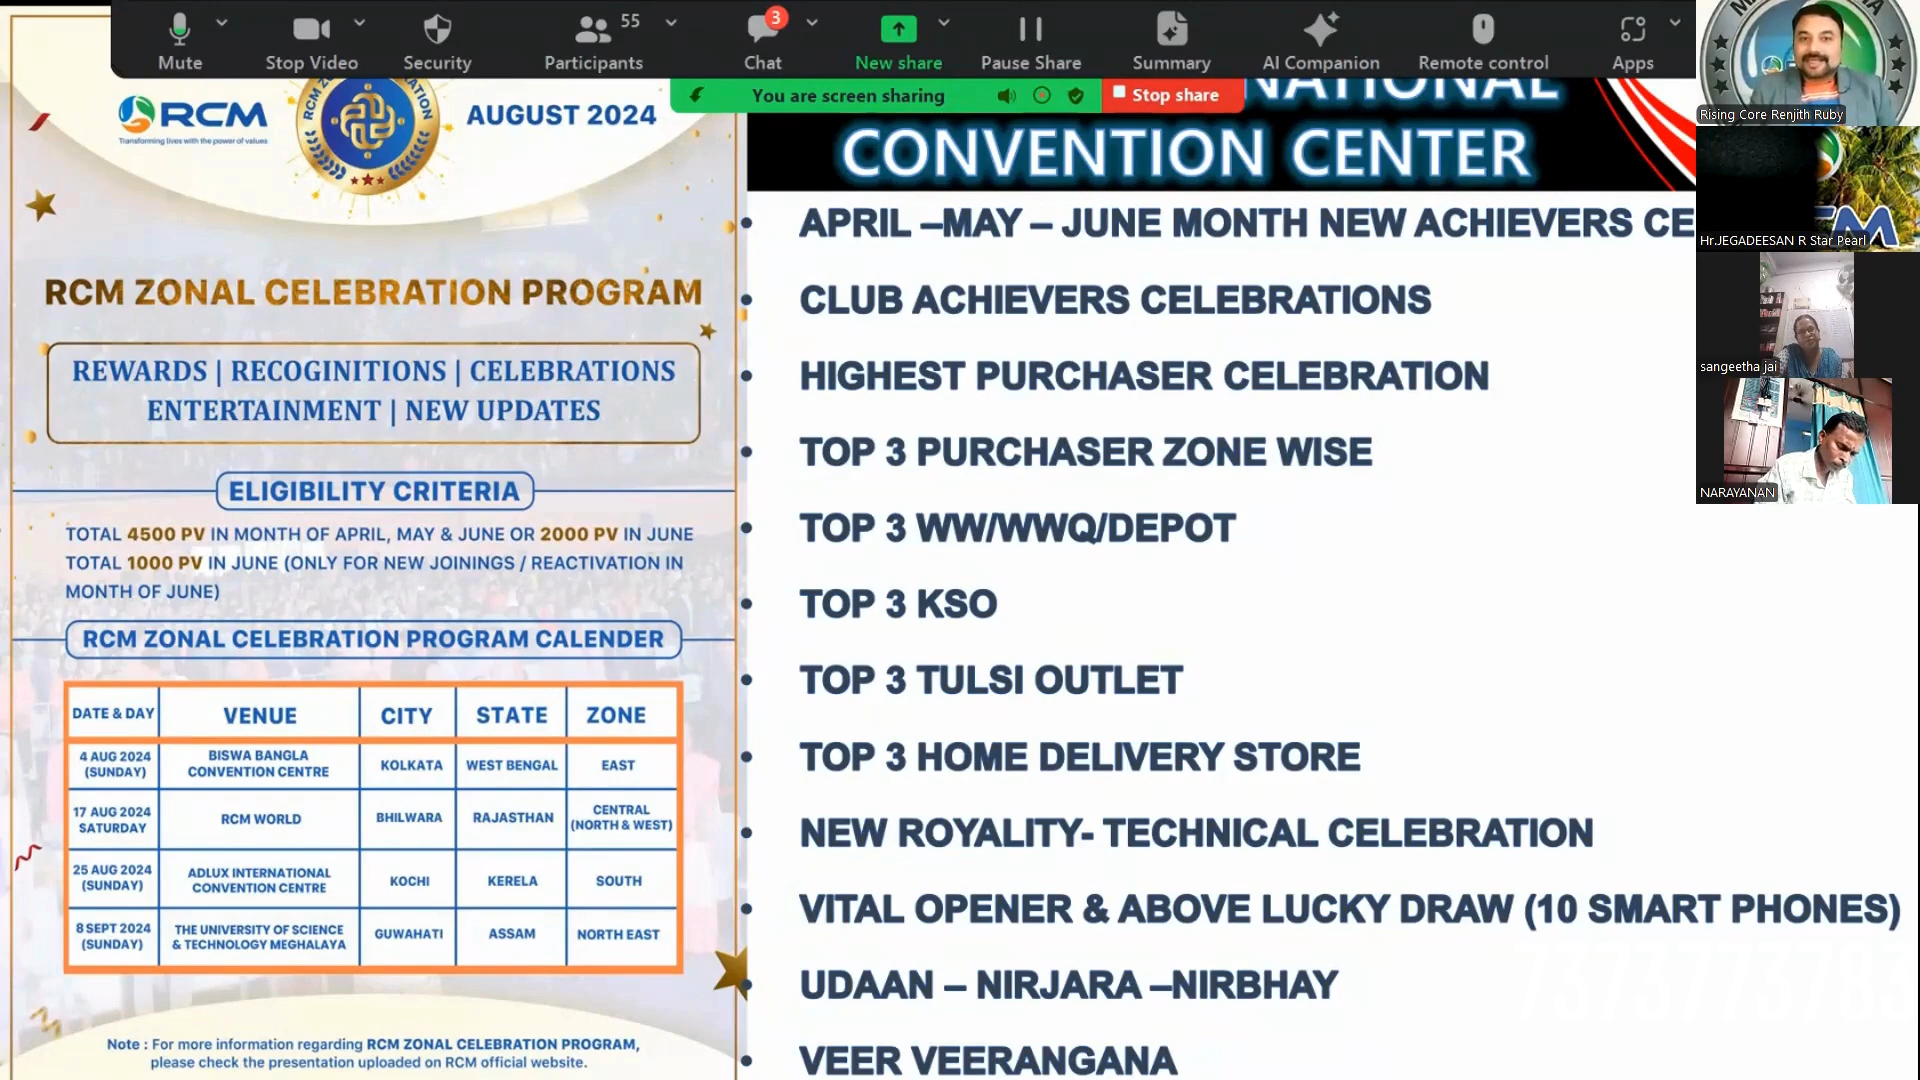 Mute
Stop Video
Security
Participants
55
Chat
3
New share
Pause Share
Summary
AI Companion
Remote control
Apps
You are screen sharing
Stop share
RCM
Transforming lives with the power of values
AUGUST 2024
RCM ZONAL CELEBRATION PROGRAM
REWARDS | RECOGINITIONS | CELEBRATIONS
ENTERTAINMENT | NEW UPDATES
ELIGIBILITY CRITERIA
TOTAL 4500 PV IN MONTH OF APRIL, MAY & JUNE OR 2000 PV IN JUNE
TOTAL 1000 PV IN JUNE (ONLY FOR NEW JOININGS / REACTIVATION IN
MONTH OF JUNE)
RCM ZONAL CELEBRATION PROGRAM CALENDER
DATE & DAY VENUE CITY STATE ZONE
4 AUG 2024 (SUNDAY) BISWA BANGLA CONVENTION CENTRE KOLKATA WEST BENGAL EAST
17 AUG 2024 SATURDAY RCM WORLD BHILWARA RAJASTHAN CENTRAL (NORTH & WEST)
25 AUG 2024 (SUNDAY) ADLUX INTERNATIONAL CONVENTION CENTRE KOCHI KERELA SOUTH
8 SEPT 2024 (SUNDAY) THE UNIVERSITY OF SCIENCE & TECHNOLOGY MEGHALAYA GUWAHATI ASSAM NORTH EAST
Note : For more information regarding RCM ZONAL CELEBRATION PROGRAM,
please check the presentation uploaded on RCM official website.
NATIONAL
CONVENTION CENTER
• APRIL –MAY – JUNE MONTH NEW ACHIEVERS CE
• CLUB ACHIEVERS CELEBRATIONS
• HIGHEST PURCHASER CELEBRATION
• TOP 3 PURCHASER ZONE WISE
• TOP 3 WW/WWQ/DEPOT
• TOP 3 KSO
• TOP 3 TULSI OUTLET
• TOP 3 HOME DELIVERY STORE
• NEW ROYALITY- TECHNICAL CELEBRATION
• VITAL OPENER & ABOVE LUCKY DRAW (10 SMART PHONES)
• UDAAN – NIRJARA –NIRBHAY
• VEER VEERANGANA
Rising Core Renjith Ruby
Hr.JEGADEESAN R Star Pearl
sangeetha jai
NARAYANAN